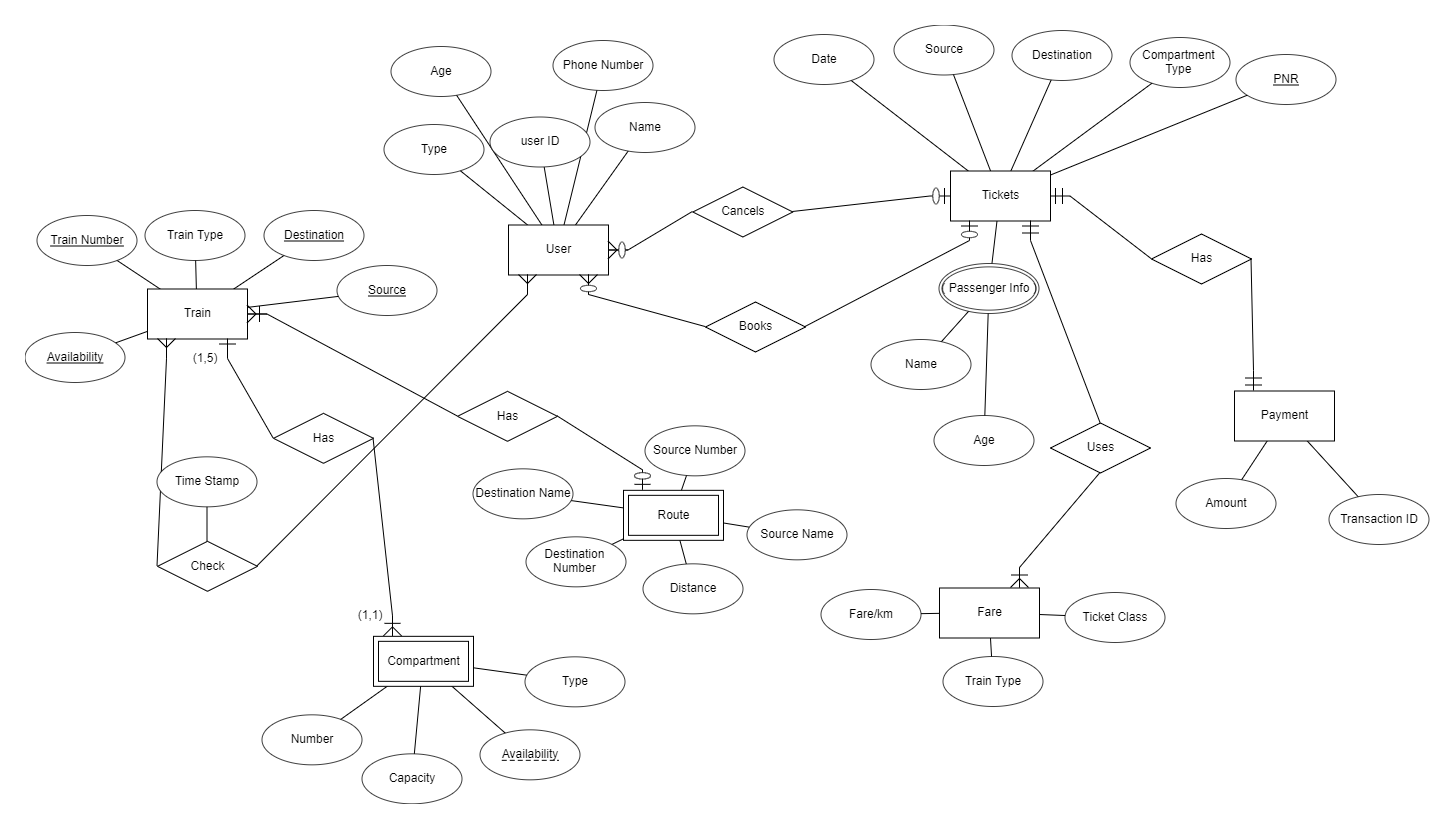 Age
Phone Number
Date
Source
Destination
Compartment
Type
PNR
Type
user ID
Name
Tickets
Cancels
Train Number
Train Type
Destination
User
Has
Source
Passenger Info
Train
Books
Availability
(1,5)
Name
Has
Has
Payment
Age
Uses
Source Number
Time Stamp
Destination Name
Amount
Transaction ID
Route
Source Name
Check
Destination
Number
Distance
(1,1)
Fare/km
Fare
Ticket Class
Compartment
Type
Train Type
Number
Availability
Capacity